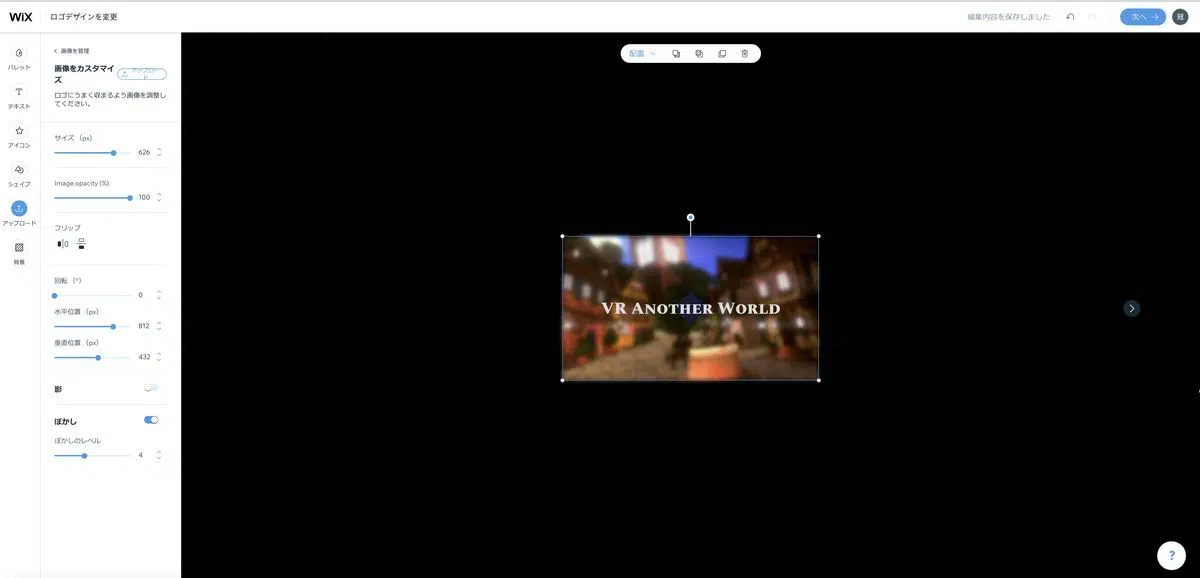 WiX
ロゴデザインを変更
編集内容を保存しました
次へ →
冠
パレット
テキスト
アイコン
シェイプ
アップロード
背景
< 画像を管理
画像をカスタマイズ
アップロード
ロゴにうまく収まるよう画像を調整してください。
サイズ (px)
626
Image opacity (%)
100
フリップ
回転 (°)
0
水平位置 (px)
812
垂直位置 (px)
432
影
ぼかし
ぼかしのレベル
4
配置
VR Another World
?